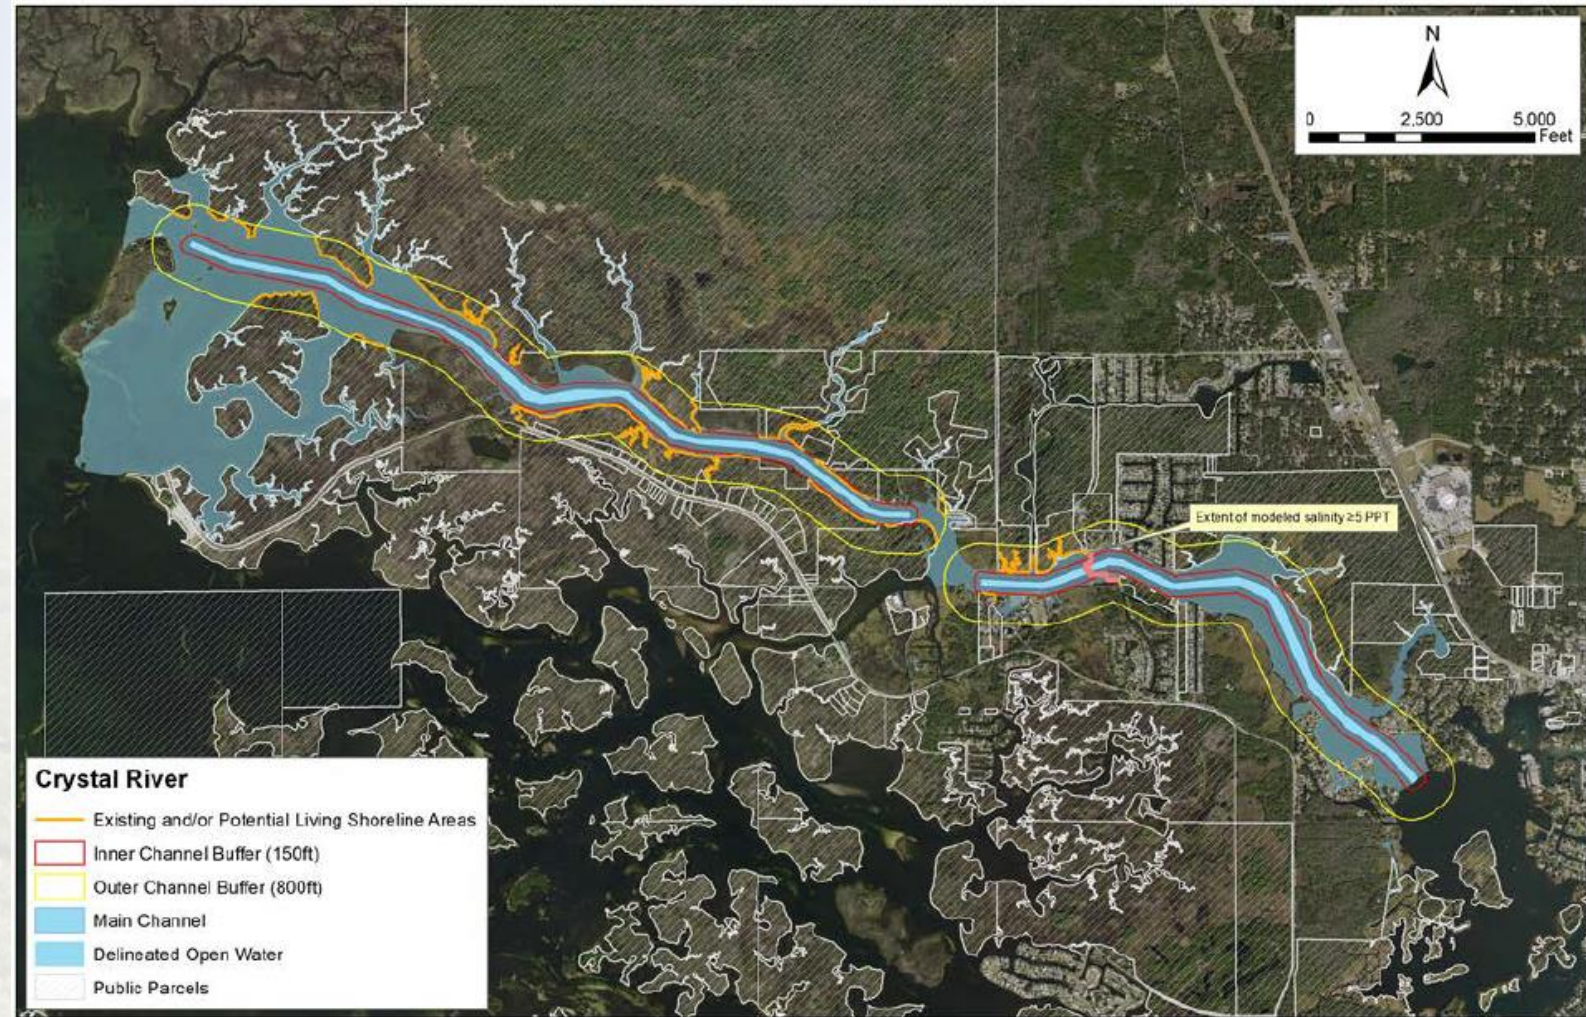 N
0 2,500 5,000
Feet
Extent of modeled salinity ≥5 PPT
Crystal River
Existing and/or Potential Living Shoreline Areas
Inner Channel Buffer (150ft)
Outer Channel Buffer (800ft)
Main Channel
Delineated Open Water
Public Parcels